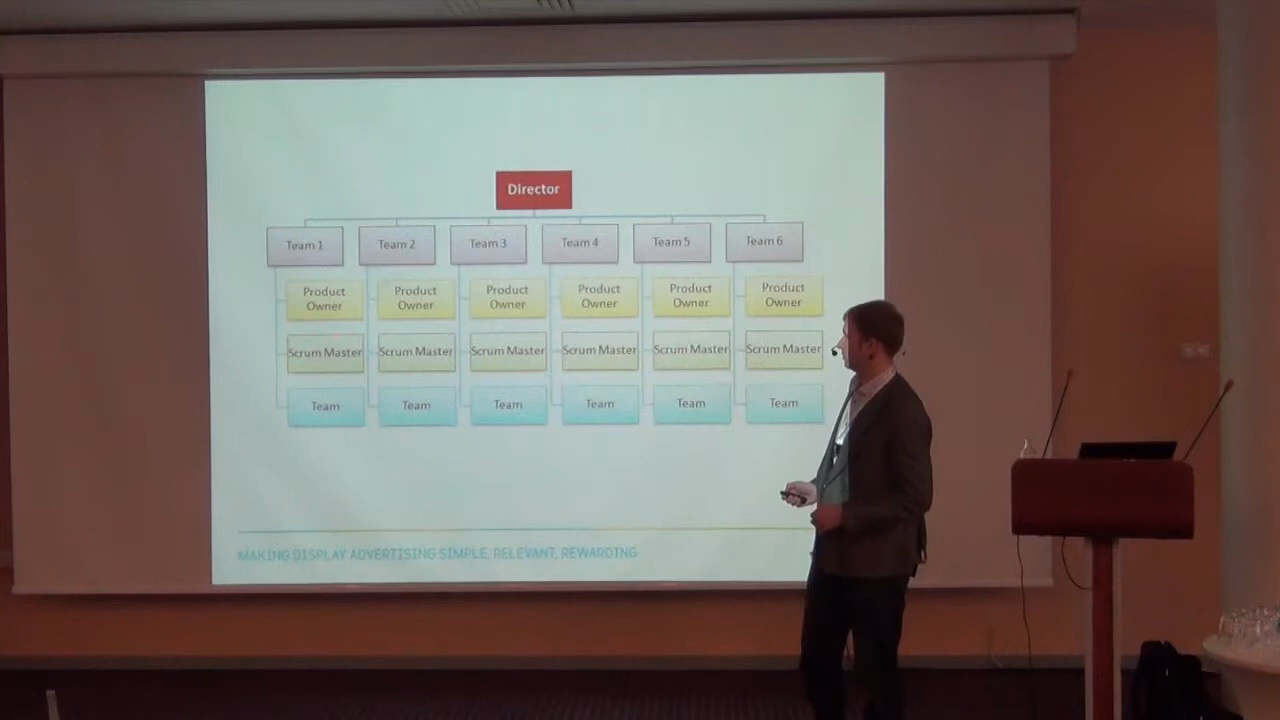 Director
Team 1 Team 2 Team 3 Team 4 Team 5 Team 6
Product Product Product Product Product Product
Owner Owner Owner Owner Owner Owner
Scrum Master Scrum Master Scrum Master Scrum Master Scrum Master Scrum Master
Team Team Team Team Team Team
MAKING DISPLAY ADVERTISING SIMPLE, RELEVANT, REWARDING